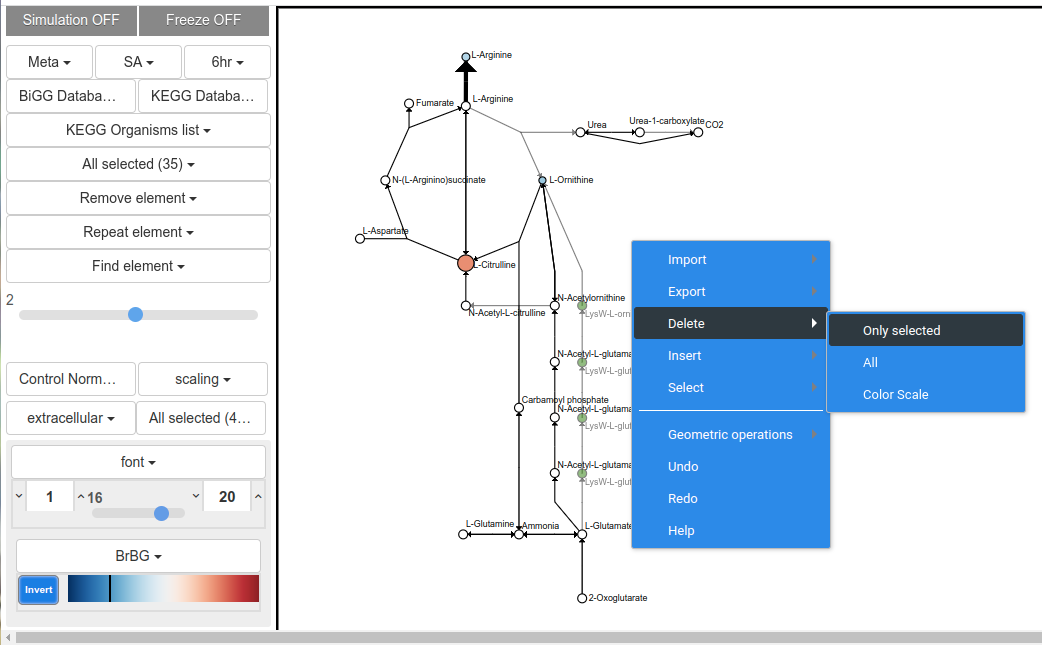 Simulation OFF
Freeze OFF
Meta
SA
6hr
BiGG Databa...
KEGG Databa...
KEGG Organisms list
All selected (35)
Remove element
Repeat element
Find element
2
Control Norm...
scaling
extracellular
All selected (4...
font
1
16
20
BrBG
Invert
L-Arginine
L-Arginine
Fumarate
Urea
Urea-1-carboxylate
CO2
N-(L-Arginino)succinate
L-Ornithine
L-Aspartate
L-Citrulline
N-Acetylornithine
N-Acetyl-L-citrulline
LysW-L-orn
N-Acetyl-L-glutama
LysW-L-glut
Carbamoyl phosphate
N-Acetyl-L-glutama
LysW-L-glut
N-Acetyl-L-glutama
LysW-L-glut
L-Glutamine
Ammonia
L-Glutamate
2-Oxoglutarate
Import
Export
Delete
Insert
Select
Geometric operations
Undo
Redo
Help
Only selected
All
Color Scale